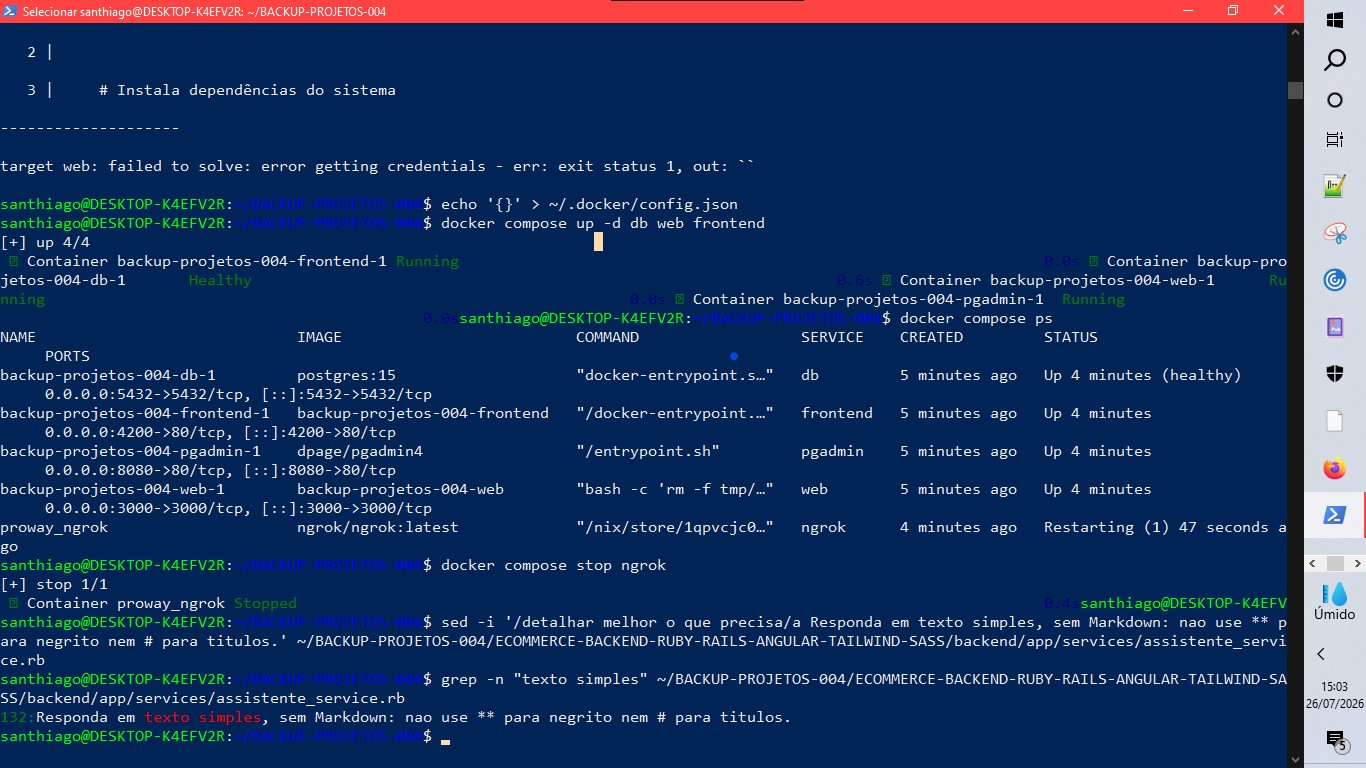 Selecionar santhiago@DESKTOP-K4EFV2R: ~/BACKUP-PROJETOS-004
2 |
3 |     # Instala dependências do sistema
--------------------
target web: failed to solve: error getting credentials - err: exit status 1, out: ``
santhiago@DESKTOP-K4EFV2R:~/BACKUP-PROJETOS-004$ echo '{}' > ~/.docker/config.json
santhiago@DESKTOP-K4EFV2R:~/BACKUP-PROJETOS-004$ docker compose up -d db web frontend
[+] up 4/4
Container backup-projetos-004-frontend-1 Running 0.0s Container backup-pro
jetos-004-db-1 Healthy 0.6s Container backup-projetos-004-web-1 Ru
nning 0.0s Container backup-projetos-004-pgadmin-1 Running
0.0ssanthiago@DESKTOP-K4EFV2R:~/BACKUP-PROJETOS-004$ docker compose ps
NAME IMAGE COMMAND SERVICE CREATED STATUS
PORTS
backup-projetos-004-db-1 postgres:15 "docker-entrypoint.s…" db 5 minutes ago Up 4 minutes (healthy)
0.0.0.0:5432->5432/tcp, [::]:5432->5432/tcp
backup-projetos-004-frontend-1 backup-projetos-004-frontend "/docker-entrypoint.…" frontend 5 minutes ago Up 4 minutes
0.0.0.0:4200->80/tcp, [::]:4200->80/tcp
backup-projetos-004-pgadmin-1 dpage/pgadmin4 "/entrypoint.sh" pgadmin 5 minutes ago Up 4 minutes
0.0.0.0:8080->80/tcp, [::]:8080->80/tcp
backup-projetos-004-web-1 backup-projetos-004-web "bash -c 'rm -f tmp/…" web 5 minutes ago Up 4 minutes
0.0.0.0:3000->3000/tcp, [::]:3000->3000/tcp
proway_ngrok ngrok/ngrok:latest "/nix/store/1qpvcjc0…" ngrok 4 minutes ago Restarting (1) 47 seconds a
go
santhiago@DESKTOP-K4EFV2R:~/BACKUP-PROJETOS-004$ docker compose stop ngrok
[+] stop 1/1
Container proway_ngrok Stopped 0.4ssanthiago@DESKTOP-K4EFV
santhiago@DESKTOP-K4EFV2R:~/BACKUP-PROJETOS-004$ sed -i '/detalhar melhor o que precisa/a Responda em texto simples, sem Markdown: nao use ** p
ara negrito nem # para titulos.' ~/BACKUP-PROJETOS-004/ECOMMERCE-BACKEND-RUBY-RAILS-ANGULAR-TAILWIND-SASS/backend/app/services/assistente_servi
ce.rb
santhiago@DESKTOP-K4EFV2R:~/BACKUP-PROJETOS-004$ grep -n "texto simples" ~/BACKUP-PROJETOS-004/ECOMMERCE-BACKEND-RUBY-RAILS-ANGULAR-TAILWIND-SA
SS/backend/app/services/assistente_service.rb
132:Responda em texto simples, sem Markdown: nao use ** para negrito nem # para titulos.
santhiago@DESKTOP-K4EFV2R:~/BACKUP-PROJETOS-004$
Úmido
15:03
26/07/2026
5